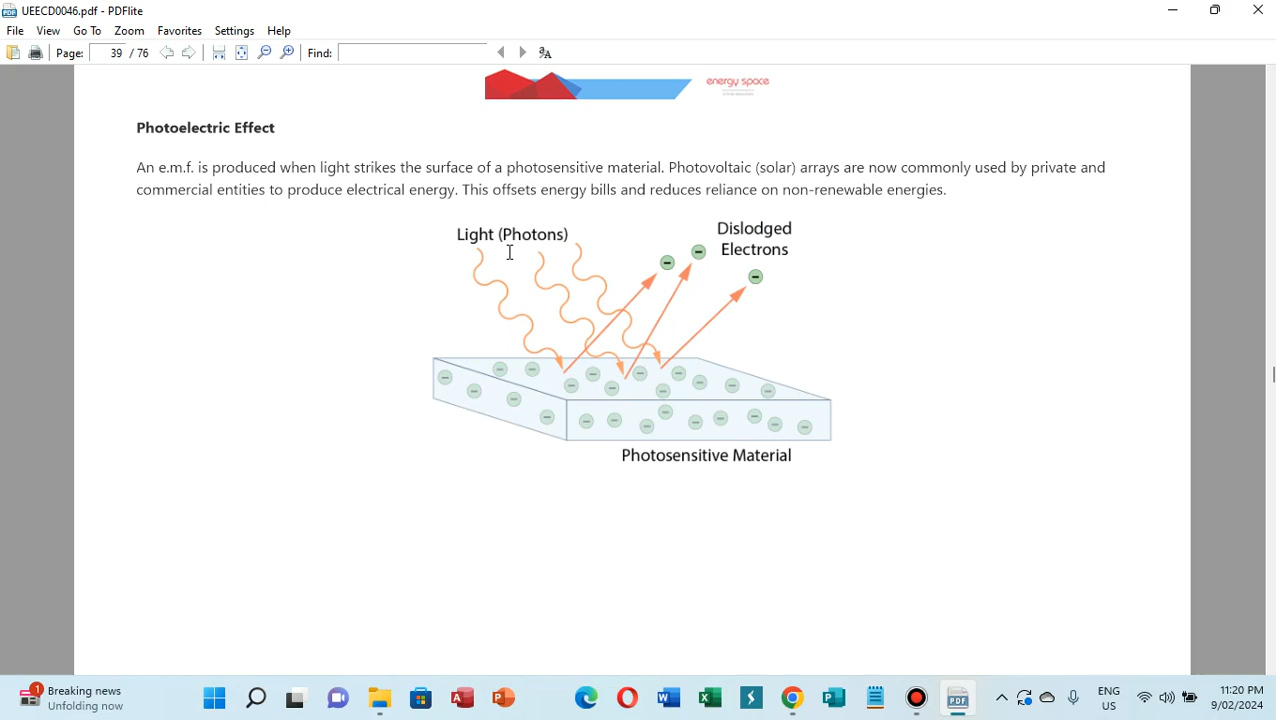 UEECD0046.pdf - PDFlite
File View Go To Zoom Favorites Settings Help
Page: 39 / 76 Find:
energy space
Photoelectric Effect
An e.m.f. is produced when light strikes the surface of a photosensitive material. Photovoltaic (solar) arrays are now commonly used by private and
commercial entities to produce electrical energy. This offsets energy bills and reduces reliance on non-renewable energies.
Light (Photons)
Dislodged
Electrons
Photosensitive Material
1
Breaking news
Unfolding now
ENG
US
11:20 PM
9/02/2024